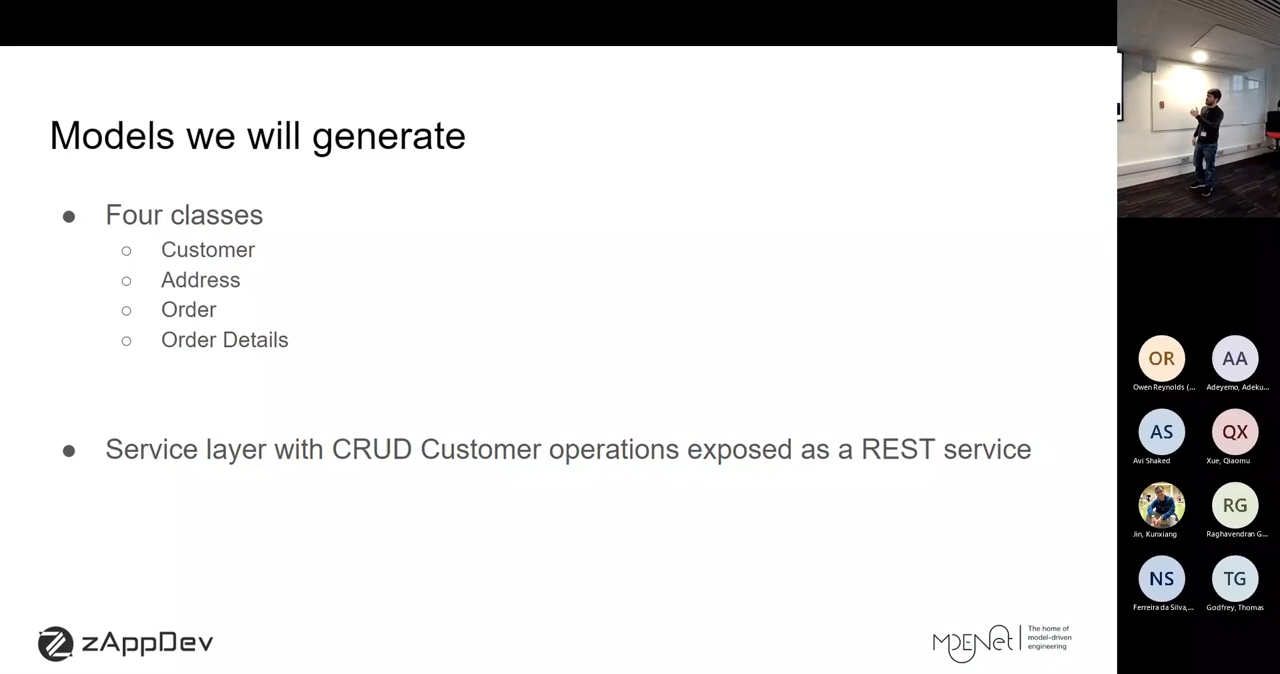 Models we will generate
● Four classes
○ Customer
○ Address
○ Order
○ Order Details
● Service layer with CRUD Customer operations exposed as a REST service
zAppDev
MDENet
The home of
model-driven
engineering
OR
AA
Owen Reynolds (...
Adeyemo, Adeku...
AS
QX
Avi Shaked
Xue, Qiaomu
RG
Jin, Kunxiang
Raghavendran G...
NS
TG
Ferreira da Silva,...
Godfrey, Thomas